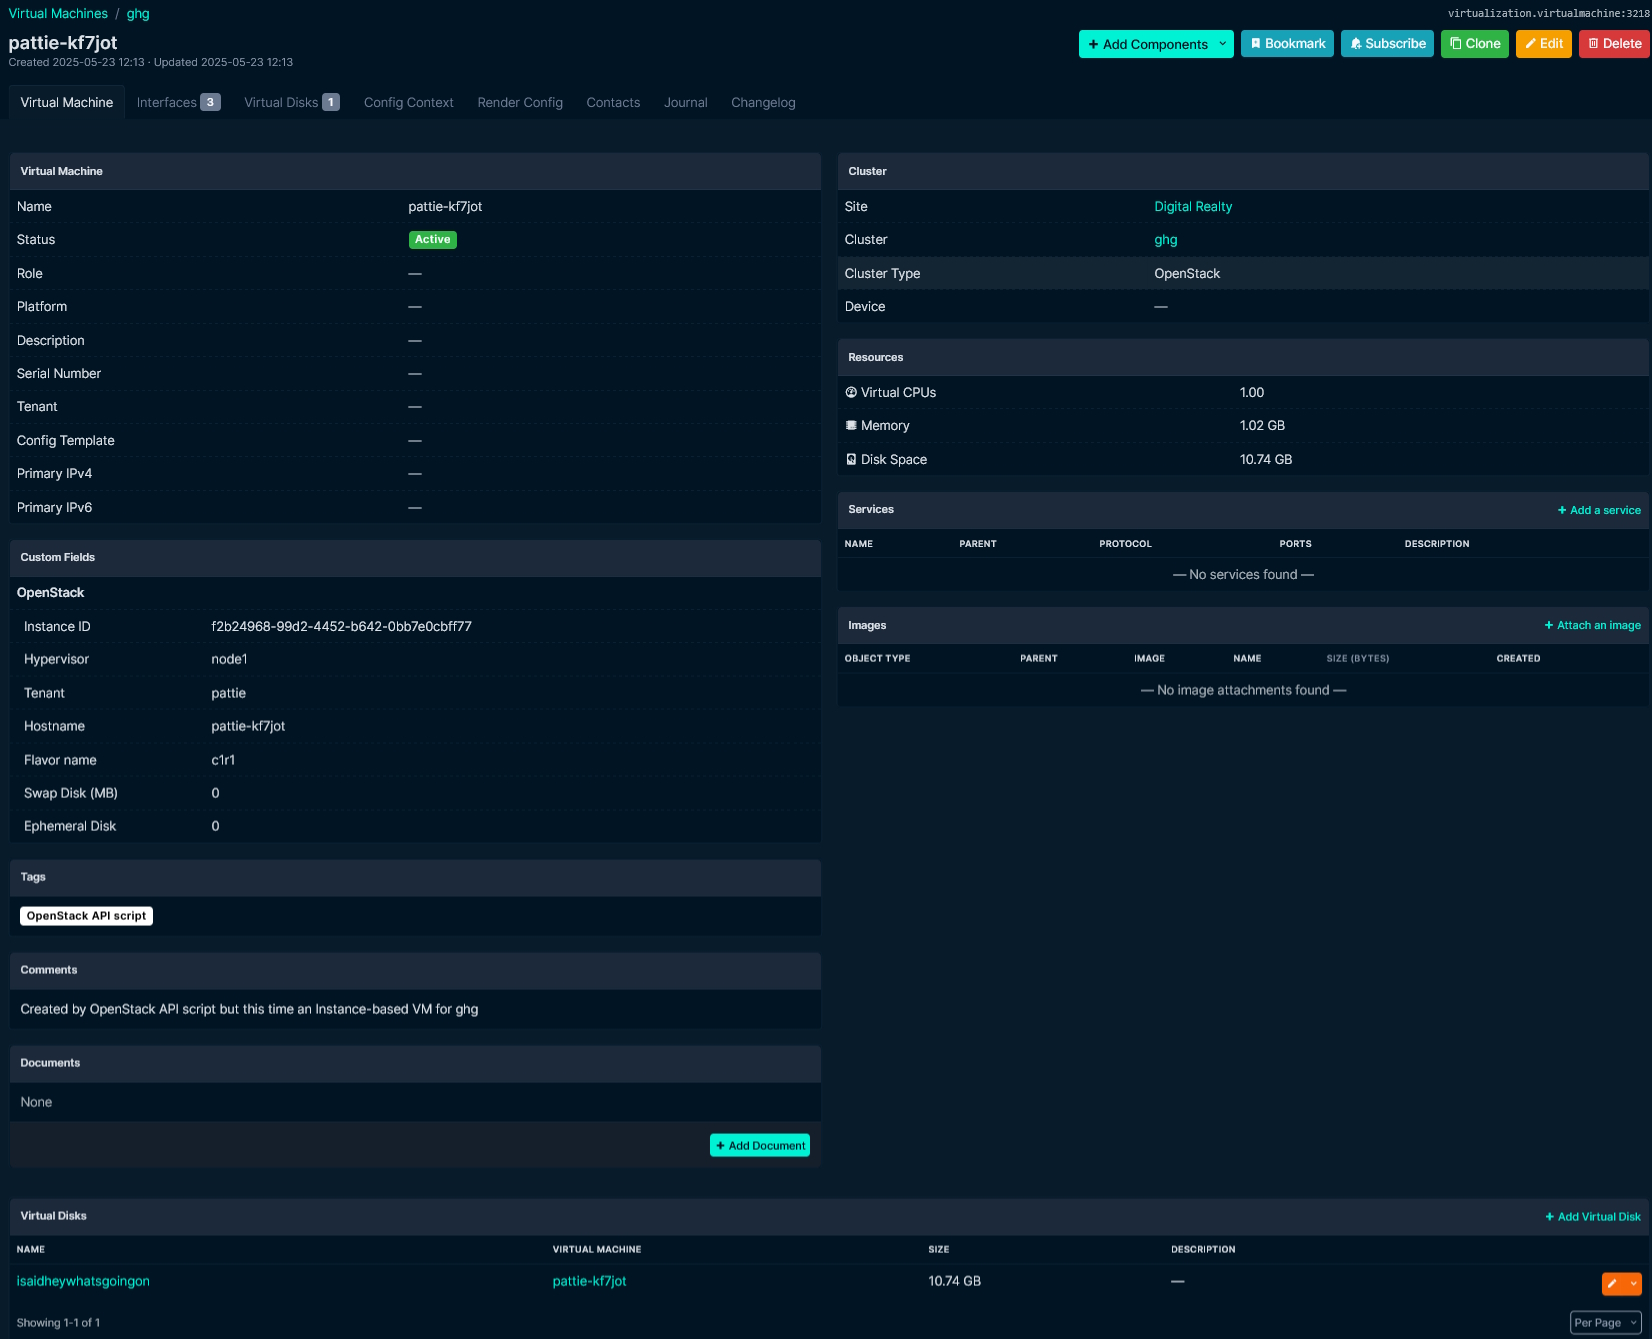 Virtual Machines / ghg
virtualization.virtualmachine:3218
pattie-kf7jot
Created 2025-05-23 12:13 · Updated 2025-05-23 12:13
+ Add Components
Bookmark
Subscribe
Clone
Edit
Delete
Virtual Machine
Interfaces 3
Virtual Disks 1
Config Context
Render Config
Contacts
Journal
Changelog
Virtual Machine
Name pattie-kf7jot
Status Active
Role —
Platform —
Description —
Serial Number —
Tenant —
Config Template —
Primary IPv4 —
Primary IPv6 —
Custom Fields
OpenStack
Instance ID f2b24968-99d2-4452-b642-0bb7e0cbff77
Hypervisor node1
Tenant pattie
Hostname pattie-kf7jot
Flavor name c1r1
Swap Disk (MB) 0
Ephemeral Disk 0
Tags
OpenStack API script
Comments
Created by OpenStack API script but this time an Instance-based VM for ghg
Documents
None
+ Add Document
Cluster
Site Digital Realty
Cluster ghg
Cluster Type OpenStack
Device —
Resources
Virtual CPUs 1.00
Memory 1.02 GB
Disk Space 10.74 GB
Services + Add a service
NAME PARENT PROTOCOL PORTS DESCRIPTION
— No services found —
Images + Attach an image
OBJECT TYPE PARENT IMAGE NAME SIZE (BYTES) CREATED
— No image attachments found —
Virtual Disks + Add Virtual Disk
NAME VIRTUAL MACHINE SIZE DESCRIPTION
isaidheywhatsgoingon pattie-kf7jot 10.74 GB —
Showing 1-1 of 1
Per Page